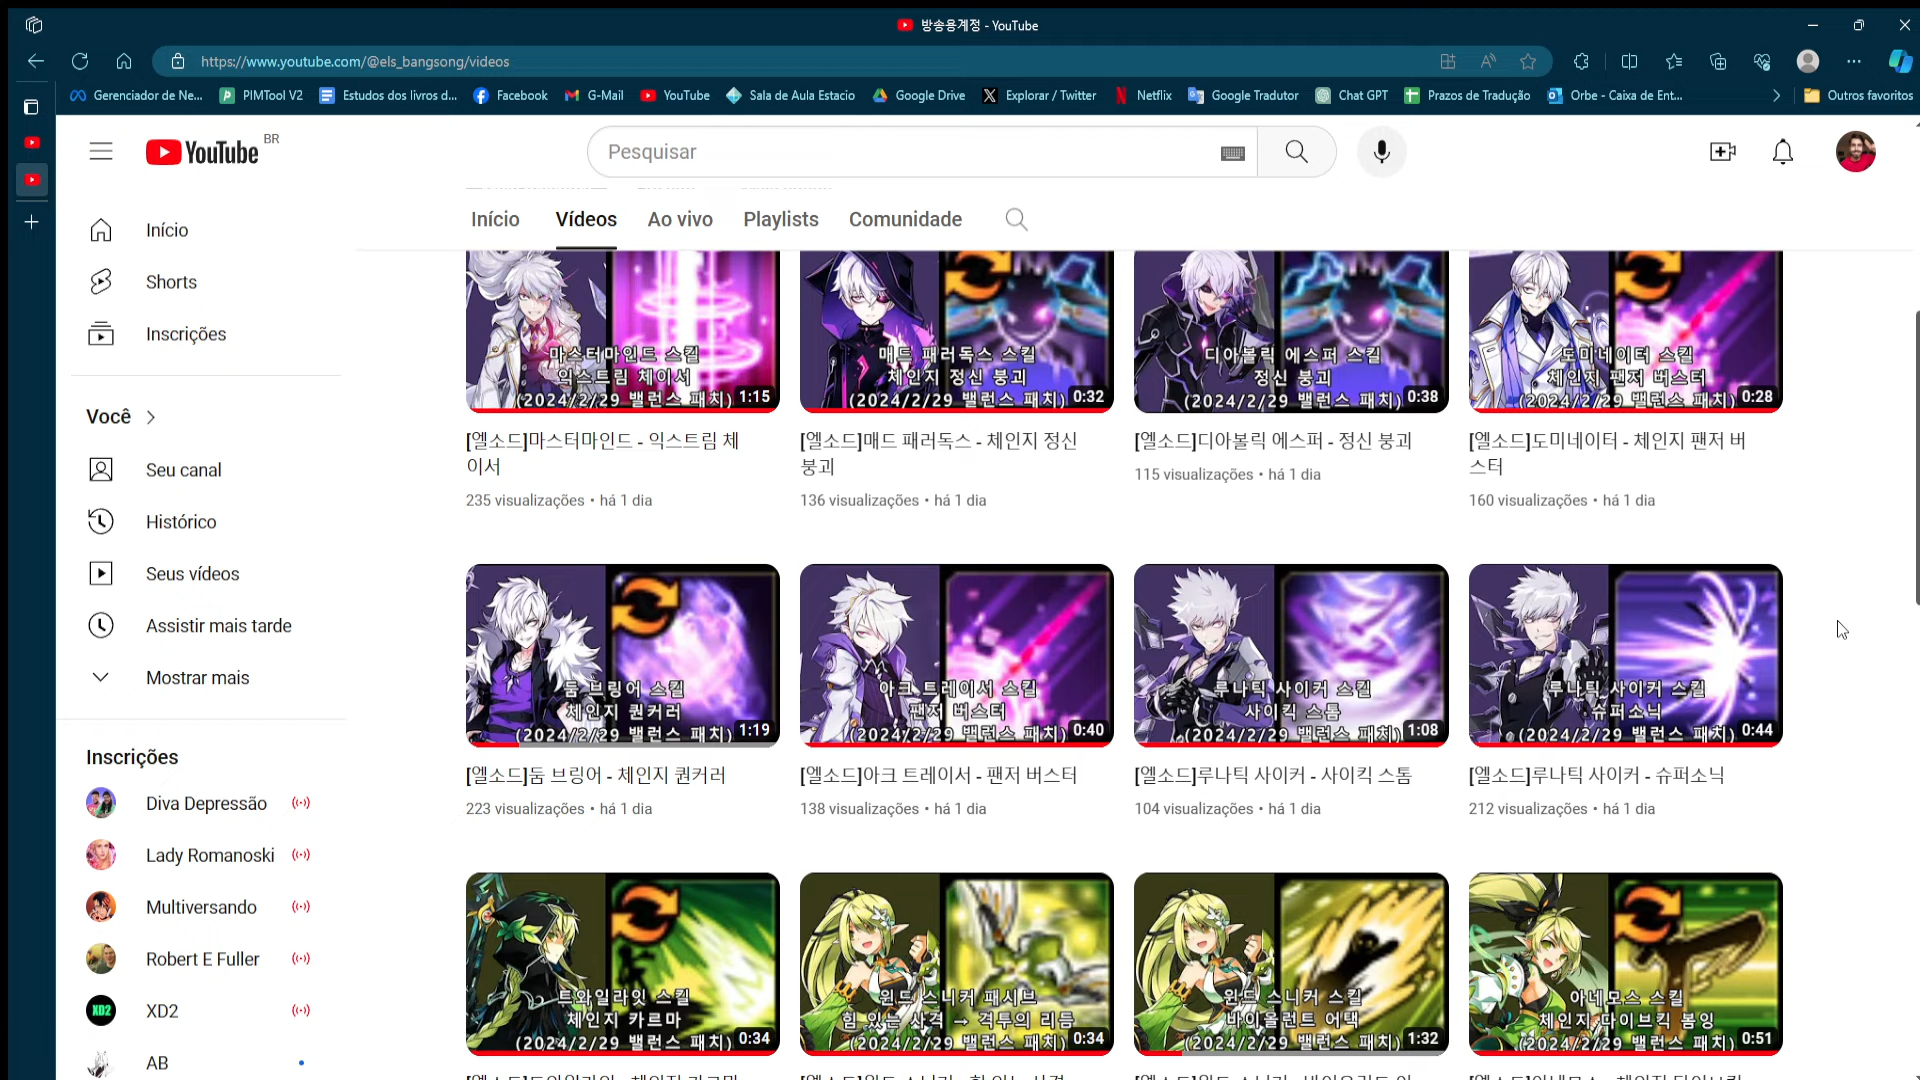 방송용계정 - YouTube
https://www.youtube.com/@els_bangsong/videos
Gerenciador de Ne... PIMTool V2 Estudos dos livros d... Facebook G-Mail YouTube Sala de Aula Estacio Google Drive Explorar / Twitter Netflix Google Tradutor Chat GPT Prazos de Tradução Orbe - Caixa de Ent... Outros favoritos
YouTube BR
Pesquisar
Início Vídeos Ao vivo Playlists Comunidade
Início
Shorts
Inscrições
Você
Seu canal
Histórico
Seus vídeos
Assistir mais tarde
Mostrar mais
Inscrições
Diva Depressão
Lady Romanoski
Multiversando
Robert E Fuller
XD2
XD2
AB
마스터마인드 스킬
익스트림 체이서
(2024/2/29 밸런스 패치)
1:15
[엘소드]마스터마인드 - 익스트림 체
이서
235 visualizações • há 1 dia
매드 패러독스 스킬
체인지 정신 붕괴
(2024/2/29 밸런스 패치)
0:32
[엘소드]매드 패러독스 - 체인지 정신
붕괴
136 visualizações • há 1 dia
디아볼릭 에스퍼 스킬
정신 붕괴
(2024/2/29 밸런스 패치)
0:38
[엘소드]디아볼릭 에스퍼 - 정신 붕괴
115 visualizações • há 1 dia
도미네이터 스킬
체인지 팬저 버스터
(2024/2/29 밸런스 패치)
0:28
[엘소드]도미네이터 - 체인지 팬저 버
스터
160 visualizações • há 1 dia
둠 브링어 스킬
체인지 퀀커러
(2024/2/29 밸런스 패치)
1:19
[엘소드]둠 브링어 - 체인지 퀀커러
223 visualizações • há 1 dia
아크 트레이서 스킬
팬저 버스터
(2024/2/29 밸런스 패치)
0:40
[엘소드]아크 트레이서 - 팬저 버스터
138 visualizações • há 1 dia
루나틱 사이커 스킬
사이킥 스톰
(2024/2/29 밸런스 패치)
1:08
[엘소드]루나틱 사이커 - 사이킥 스톰
104 visualizações • há 1 dia
루나틱 사이커 스킬
슈퍼소닉
(2024/2/29 밸런스 패치)
0:44
[엘소드]루나틱 사이커 - 슈퍼소닉
212 visualizações • há 1 dia
트와일라잇 스킬
체인지 카르마
(2024/2/29 밸런스 패치)
0:34
윈드 스니커 패시브
힘 있는 사격 → 격투의 리듬
(2024/2/29 밸런스 패치)
0:34
윈드 스니커 스킬
바이올런트 어택
(2024/2/29 밸런스 패치)
1:32
아네모스 스킬
체인지 다이브킥 봄잉
(2024/2/29 밸런스 패치)
0:51